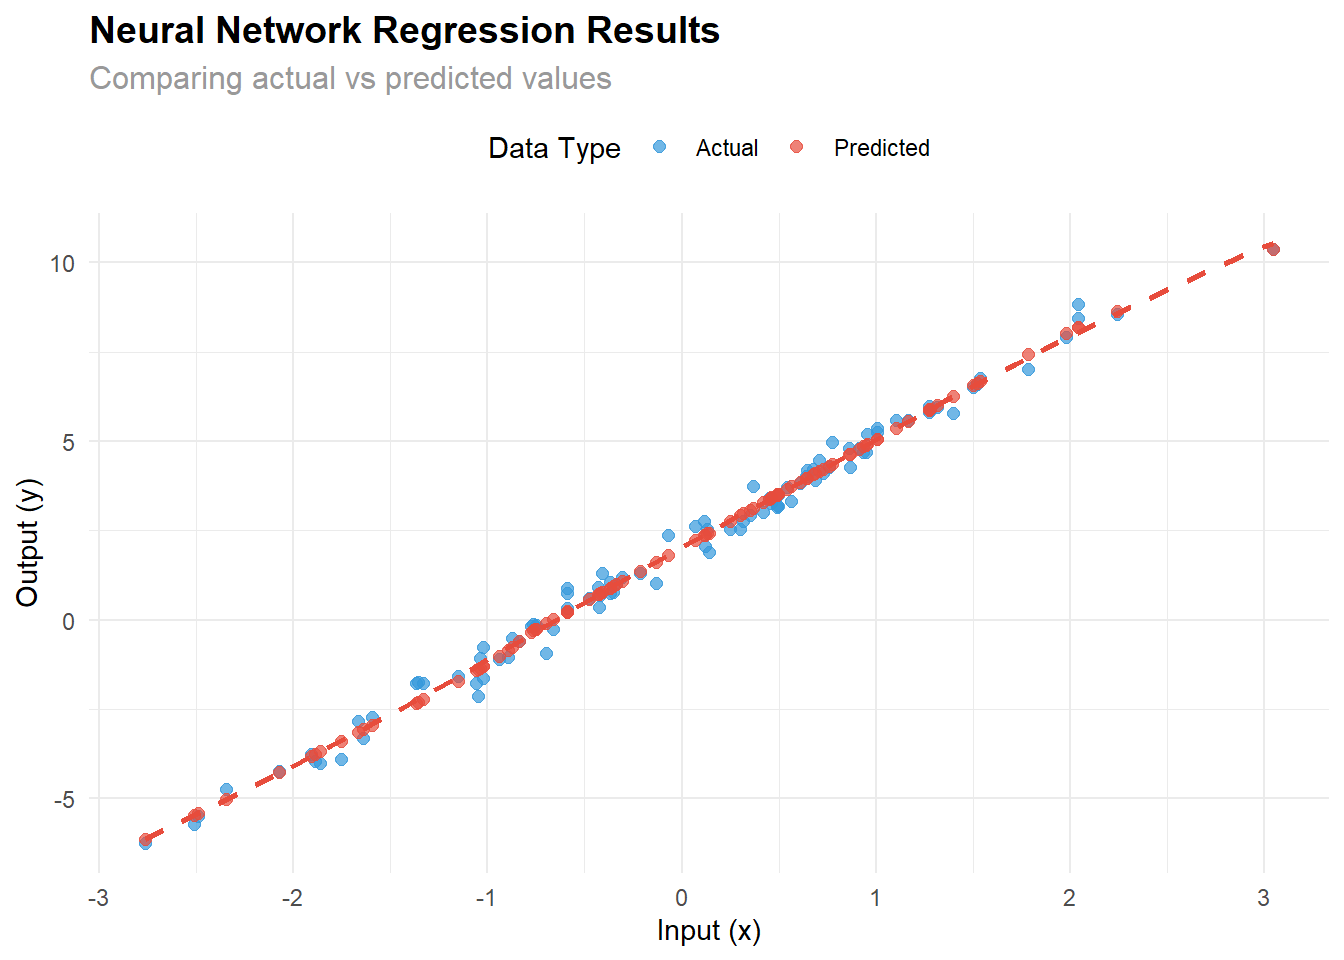 Neural Network Regression Results
Comparing actual vs predicted values
Data Type Actual Predicted
10
5
0
-5
Output (y)
-3 -2 -1 0 1 2 3
Input (x)